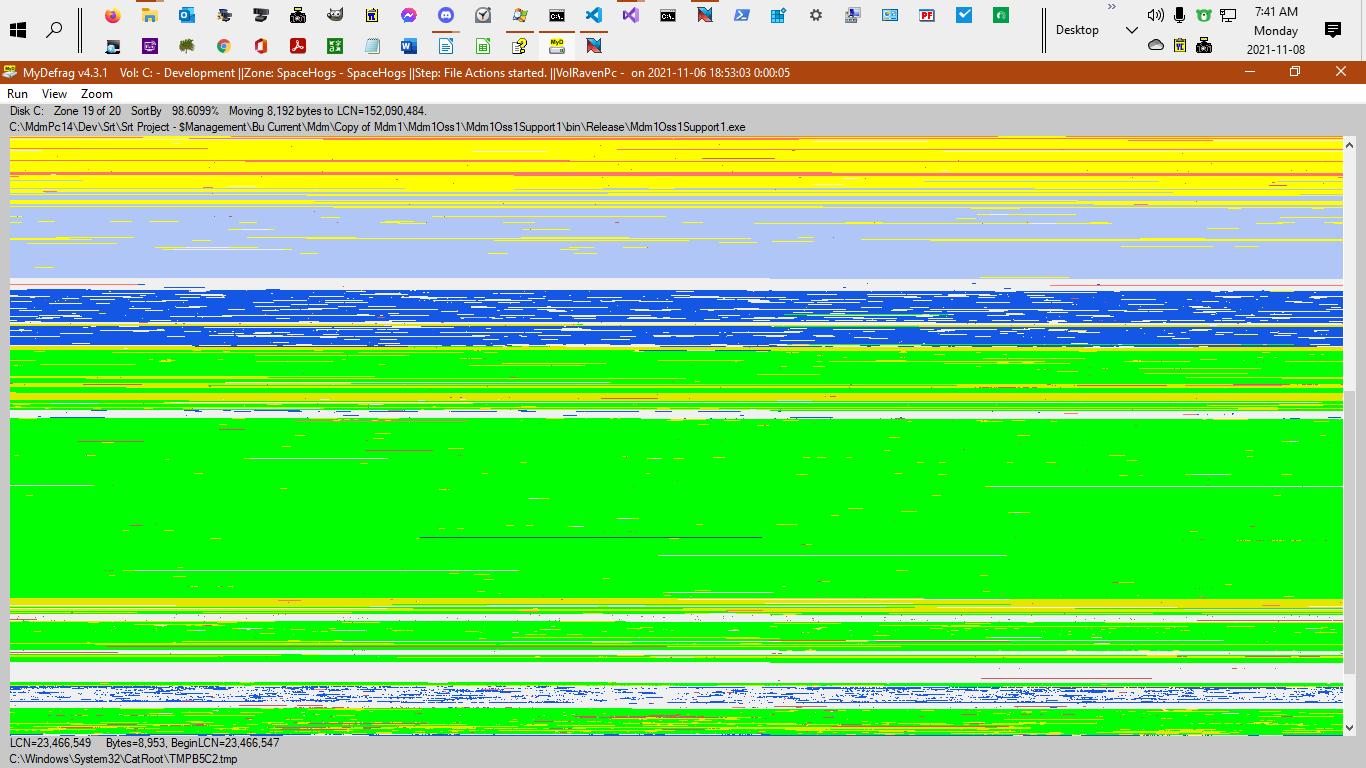 7:41 AM
Desktop
Monday
2021-11-08
MyDefrag v4.3.1 Vol: C: - Development ||Zone: SpaceHogs - SpaceHogs ||Step: File Actions started. ||VolRavenPc - on 2021-11-06 18:53:03 0:00:05
Run View Zoom
Disk C: Zone 19 of 20 SortBy 98.6099% Moving 8,192 bytes to LCN=152,090,484.
C:\MdmPc14\Dev\Srt\Srt Project - $Management\Bu Current\Mdm\Copy of Mdm1\Mdm1Oss1\Mdm1Oss1Support1\bin\Release\Mdm1Oss1Support1.exe
LCN=23,466,549 Bytes=8,953, BeginLCN=23,466,547
C:\Windows\System32\CatRoot\TMPB5C2.tmp